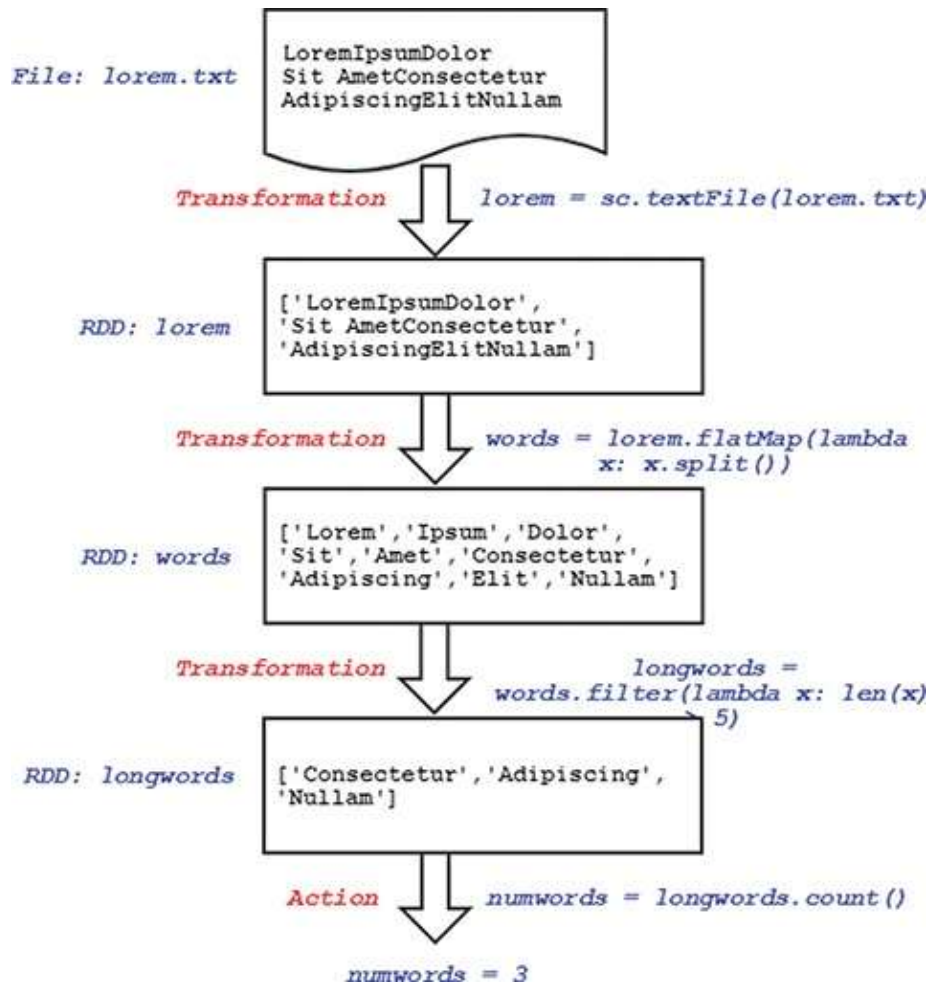 LoremIpsumDolor
Sit AmetConsectetur
AdipiscingElitNullam
File: lorem.txt
Transformation
lorem = sc.textFile(lorem.txt)
['LoremIpsumDolor',
'Sit AmetConsectetur',
'AdipiscingElitNullam']
RDD: lorem
Transformation
words = lorem.flatMap(lambda
x: x.split())
['Lorem','Ipsum','Dolor',
'Sit','Amet','Consectetur',
'Adipiscing','Elit','Nullam']
RDD: words
Transformation
longwords =
words.filter(lambda x: len(x)
> 5)
RDD: longwords
['Consectetur','Adipiscing',
'Nullam']
Action
numwords = longwords.count()
numwords = 3